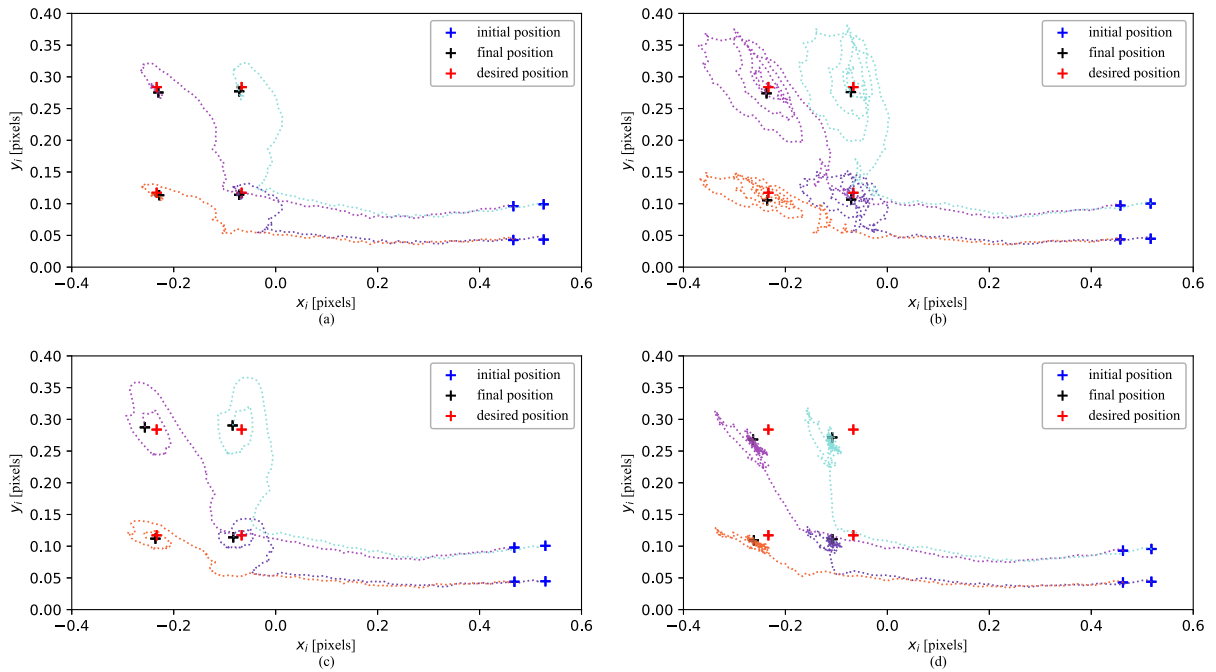 0.40
0.35
0.30
0.25
0.20
0.15
0.10
0.05
0.00
y_i [pixels]
initial position
final position
desired position
−0.4 −0.2 0.0 0.2 0.4 0.6
x_i [pixels]
(a)
0.40
0.35
0.30
0.25
0.20
0.15
0.10
0.05
0.00
y_i [pixels]
initial position
final position
desired position
−0.4 −0.2 0.0 0.2 0.4 0.6
x_i [pixels]
(b)
0.40
0.35
0.30
0.25
0.20
0.15
0.10
0.05
0.00
y_i [pixels]
initial position
final position
desired position
−0.4 −0.2 0.0 0.2 0.4 0.6
x_i [pixels]
(c)
0.40
0.35
0.30
0.25
0.20
0.15
0.10
0.05
0.00
y_i [pixels]
initial position
final position
desired position
−0.4 −0.2 0.0 0.2 0.4 0.6
x_i [pixels]
(d)